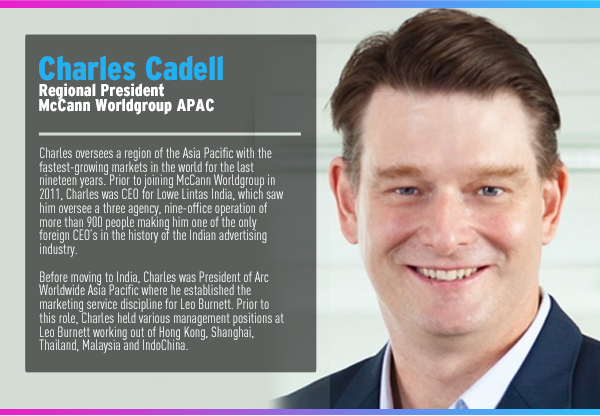 Charles Cadell
Regional President
McCann Worldgroup APAC
Charles oversees a region of the Asia Pacific with the
fastest-growing markets in the world for the last
nineteen years. Prior to joining McCann Worldgroup in
2011, Charles was CEO for Lowe Lintas India, which saw
him oversee a three agency, nine-office operation of
more than 900 people making him one of the only
foreign CEO's in the history of the Indian advertising
industry.
Before moving to India, Charles was President of Arc
Worldwide Asia Pacific where he established the
marketing service discipline for Leo Burnett. Prior to
this role, Charles held various management positions at
Leo Burnett working out of Hong Kong, Shanghai,
Thailand, Malaysia and IndoChina.